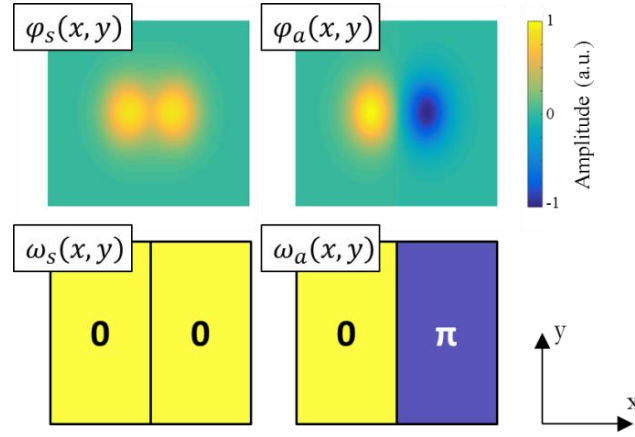 φₛ(x, y)
φₐ(x, y)
1
0
-1
Amplitude (a.u.)
ωₛ(x, y)
ωₐ(x, y)
0
0
0
π
y
x